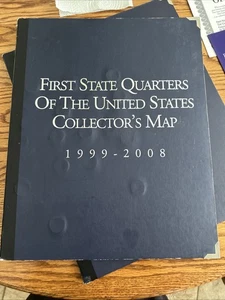 First State Quarters
Of The United States
Collector's Map
1999-2008